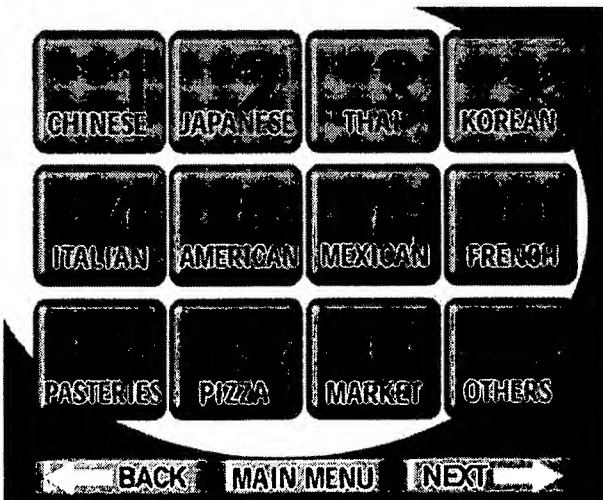 CHINESE JAPANESE THAI KOREAN
ITALIAN AMERICAN MEXICAN FRENCH
PASTERIES PIZZA MARKET OTHERS
BACK MAIN MENU NEXT